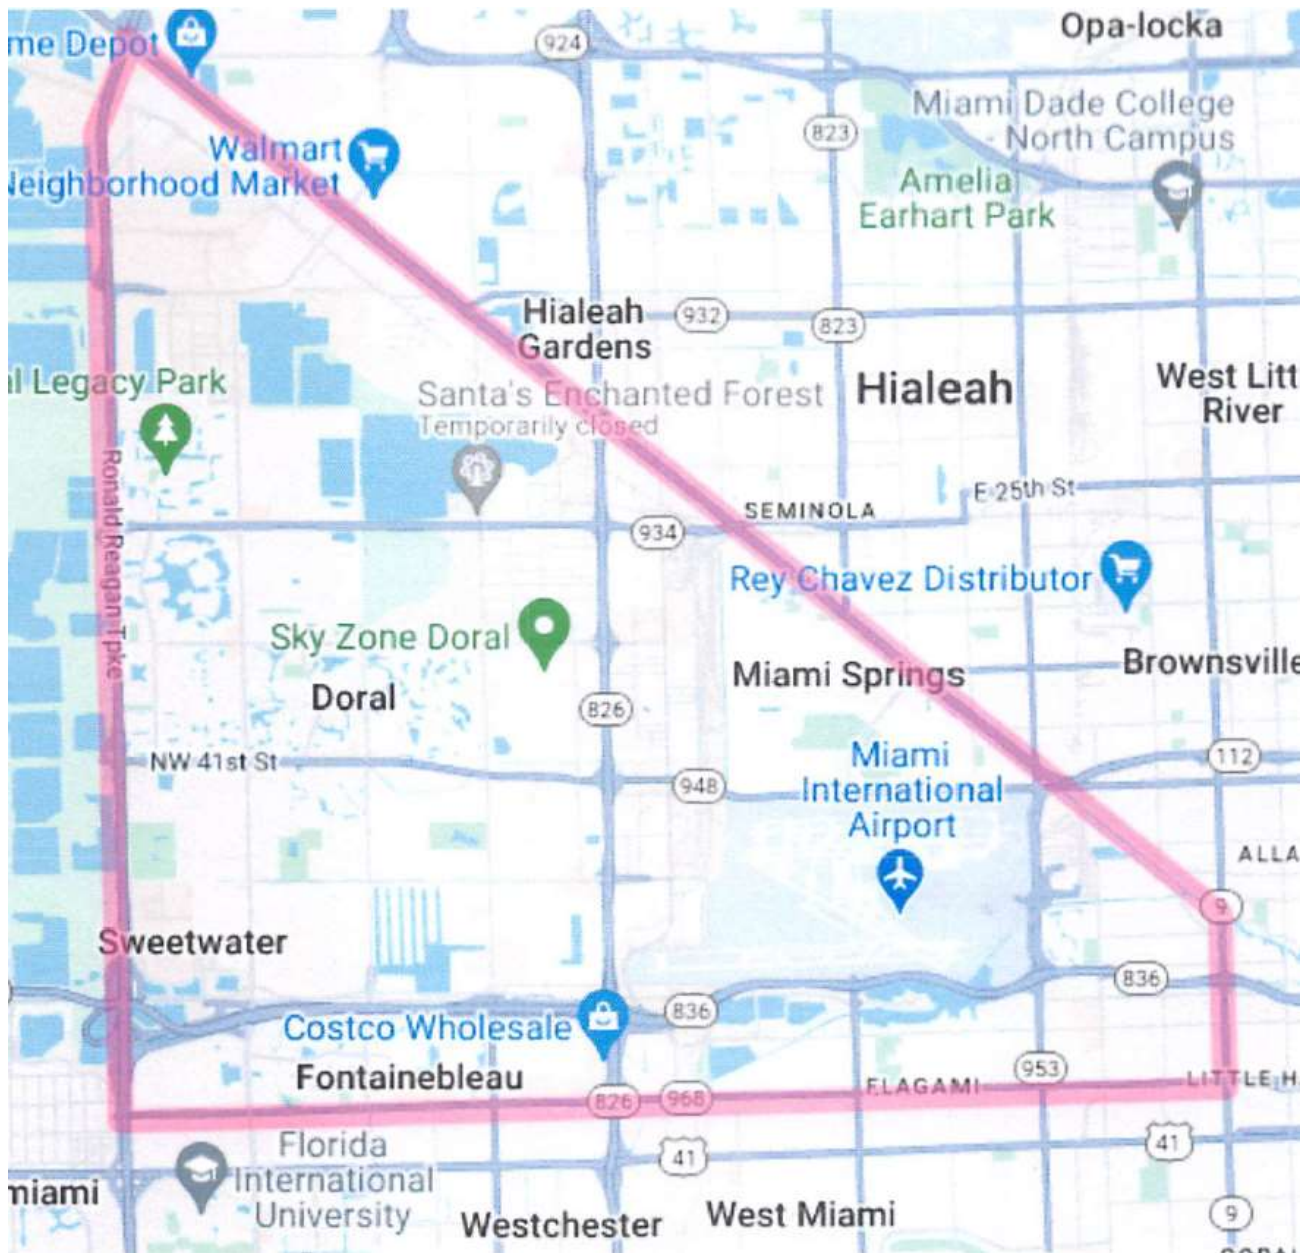 Opa-locka
me Depot
924
Miami Dade College
- North Campus
823
Walmart
Neighborhood Market
Amelia
Earhart Park
Hialeah
Gardens
932
823
al Legacy Park
Santa's Enchanted Forest
Temporarily closed
Hialeah
West Litt
River
Ronald Reagan Tpke
E 25th St
SEMINOLA
934
Rey Chavez Distributor
Sky Zone Doral
Miami Springs
Brownsville
Doral
826
NW 41st St
948
112
Miami
International
Airport
ALLA
9
Sweetwater
836
836
Costco Wholesale
Fontainebleau
953
FLAGAMI
LITTLE HA
826
968
Florida
International
University
41
41
miami
Westchester
West Miami
9